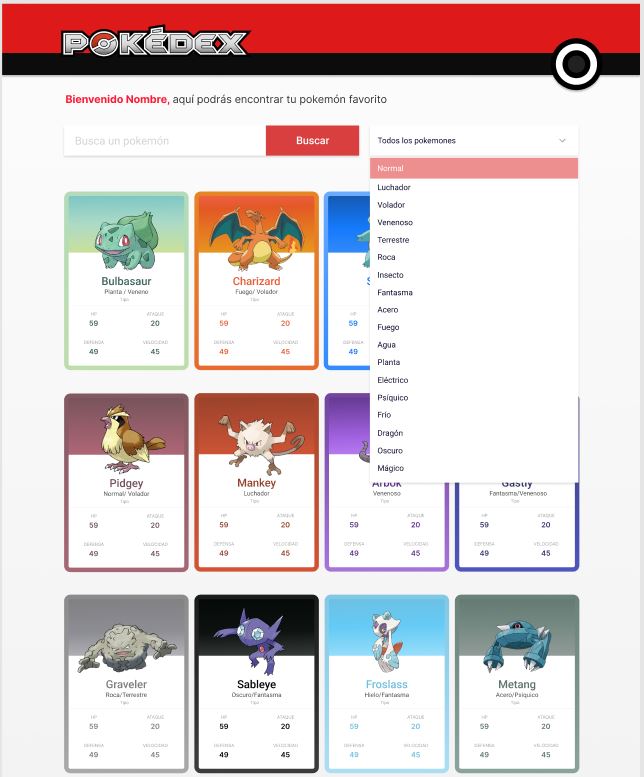 POKÉDEX
Bienvenido Nombre, aquí podrás encontrar tu pokemón favorito
Busca un pokemón
Buscar
Todos los pokemones
Normal
Luchador
Volador
Venenoso
Terrestre
Roca
Insecto
Fantasma
Acero
Fuego
Agua
Planta
Eléctrico
Psíquico
Frío
Dragón
Oscuro
Mágico
Bulbasaur
Planta / Veneno
Tipo
HP ATAQUE
59 20
DEFENSA VELOCIDAD
49 45
Charizard
Fuego/ Volador
Tipo
HP ATAQUE
59 20
DEFENSA VELOCIDAD
49 45
S
HP
59
DEFENSA
49
Pidgey
Normal/ Volador
Tipo
HP ATAQUE
59 20
DEFENSA VELOCIDAD
49 45
Mankey
Luchador
Tipo
HP ATAQUE
59 20
DEFENSA VELOCIDAD
49 45
Arbok
Venenoso
Tipo
HP ATAQUE
59 20
DEFENSA VELOCIDAD
49 45
Gastly
Fantasma/Venenoso
Tipo
HP ATAQUE
59 20
DEFENSA VELOCIDAD
49 45
Graveler
Roca/Terrestre
Tipo
HP ATAQUE
59 20
DEFENSA VELOCIDAD
49 45
Sableye
Oscuro/Fantasma
Tipo
HP ATAQUE
59 20
DEFENSA VELOCIDAD
49 45
Froslass
Hielo/Fantasma
Tipo
HP ATAQUE
59 20
DEFENSA VELOCIDAD
49 45
Metang
Acero/Psíquico
Tipo
HP ATAQUE
59 20
DEFENSA VELOCIDAD
49 45